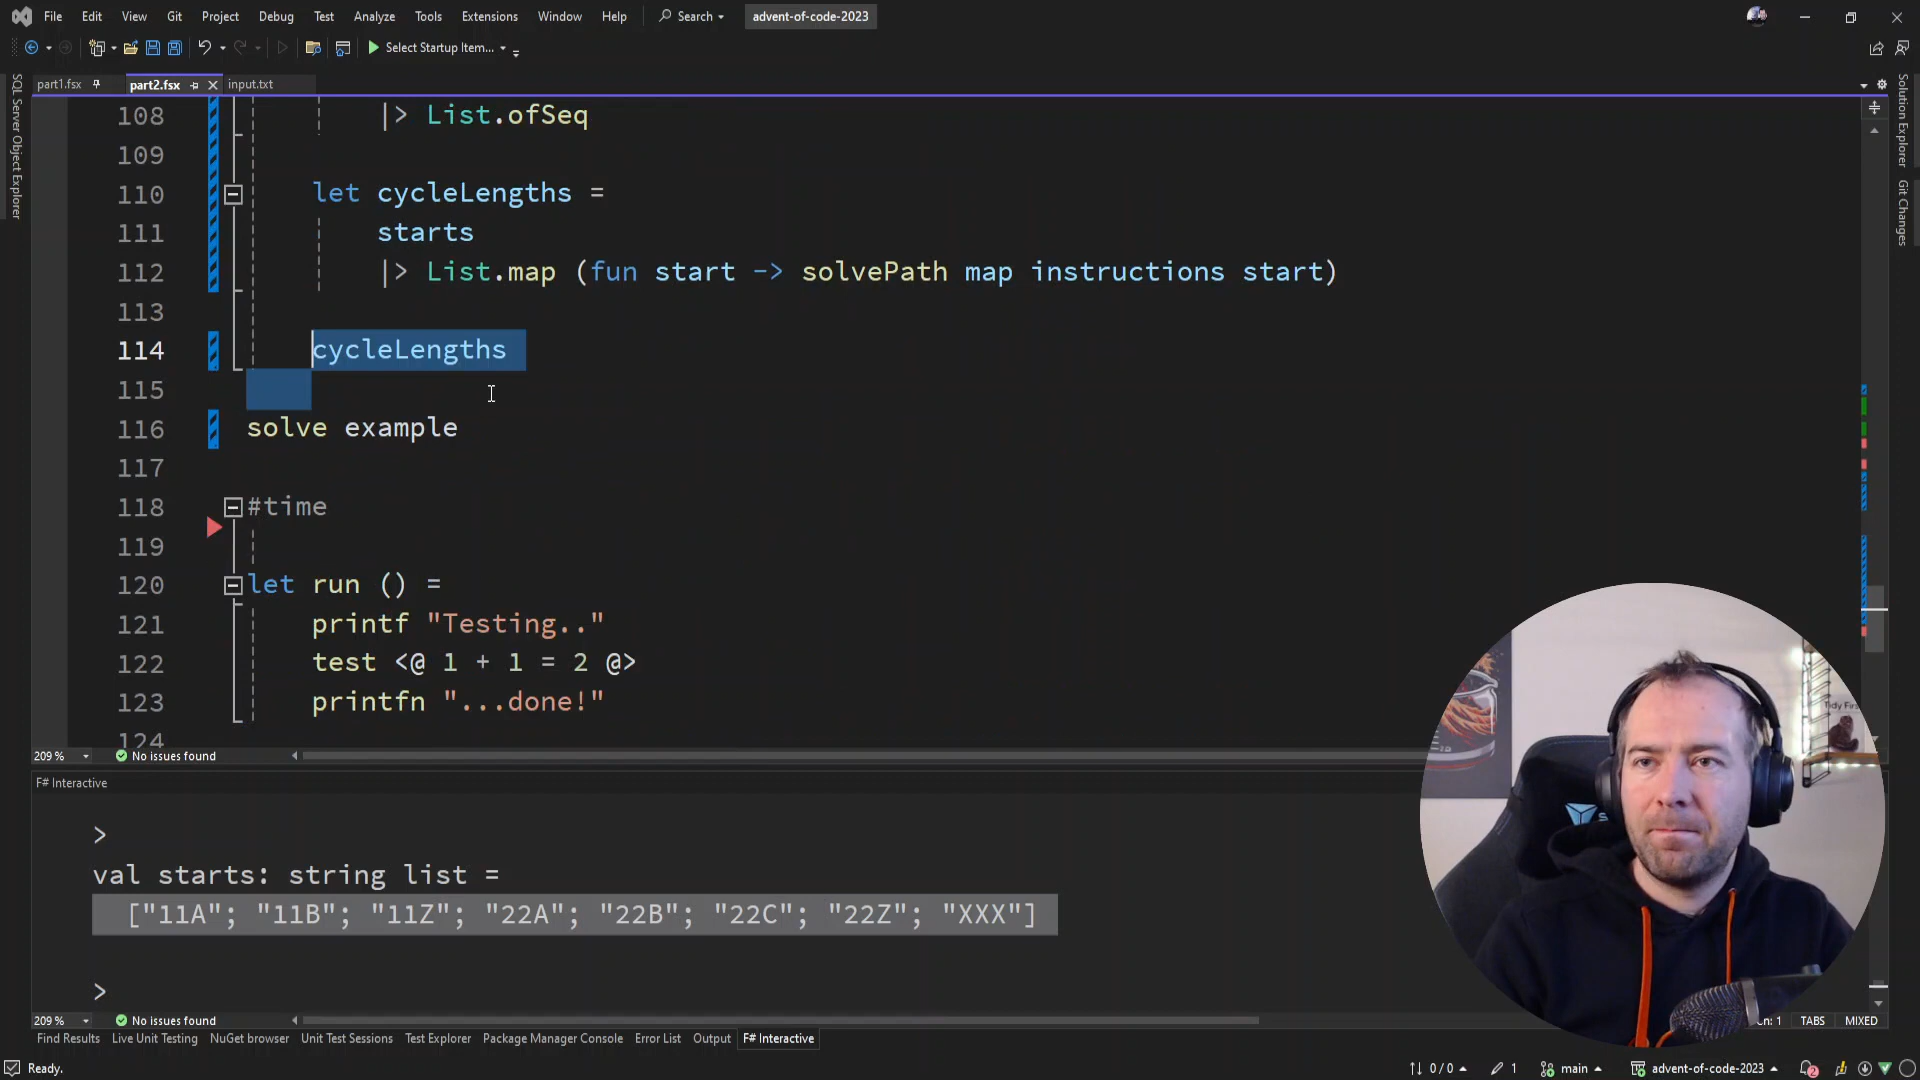 File Edit View Git Project Debug Test Analyze Tools Extensions Window Help Search advent-of-code-2023
Select Startup Item...
part1.fsx part2.fsx input.txt
SQL Server Object Explorer
Solution Explorer
Git Changes
108 |> List.ofSeq
109
110 let cycleLengths =
111 starts
112 |> List.map (fun start -> solvePath map instructions start)
113
114 cycleLengths
115
116 solve example
117
118 #time
119
120 let run () =
121 printf "Testing.."
122 test <@ 1 + 1 = 2 @>
123 printfn "...done!"
124
209 % No issues found
F# Interactive
>
val starts: string list =
["11A"; "11B"; "11Z"; "22A"; "22B"; "22C"; "22Z"; "XXX"]
>
Tidy First
209 % No issues found Ch: 1 TABS MIXED
Find Results Live Unit Testing NuGet browser Unit Test Sessions Test Explorer Package Manager Console Error List Output F# Interactive
Ready. 0 / 0 1 main advent-of-code-2023 2